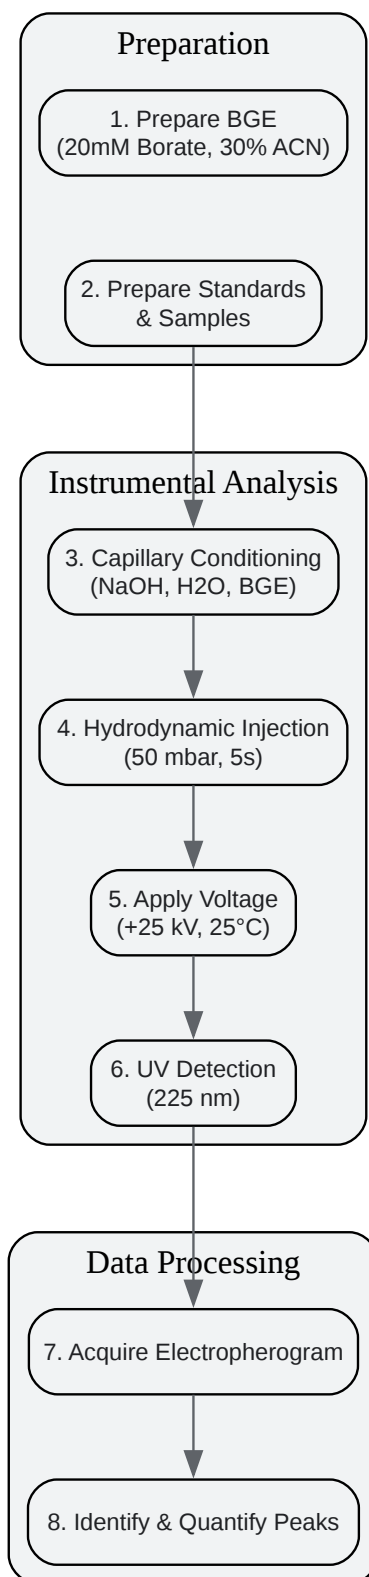 Preparation
1. Prepare BGE
(20mM Borate, 30% ACN)
2. Prepare Standards
& Samples
Instrumental Analysis
3. Capillary Conditioning
(NaOH, H2O, BGE)
4. Hydrodynamic Injection
(50 mbar, 5s)
5. Apply Voltage
(+25 kV, 25°C)
6. UV Detection
(225 nm)
Data Processing
7. Acquire Electropherogram
8. Identify & Quantify Peaks